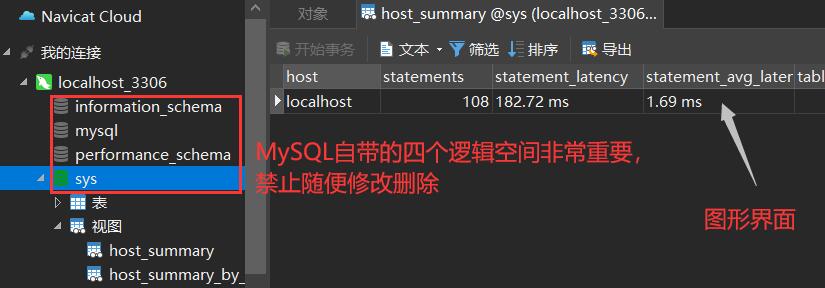 Navicat Cloud
我的连接
localhost_3306
information_schema
mysql
performance_schema
sys
表
视图
host_summary
host_summary_by_
对象
host_summary @sys (localhost_3306...
开始事务 文本 筛选 排序 导出
host statements statement_latency statement_avg_later tabl
localhost 108 182.72 ms 1.69 ms
MySQL自带的四个逻辑空间非常重要，
禁止随便修改删除
图形界面